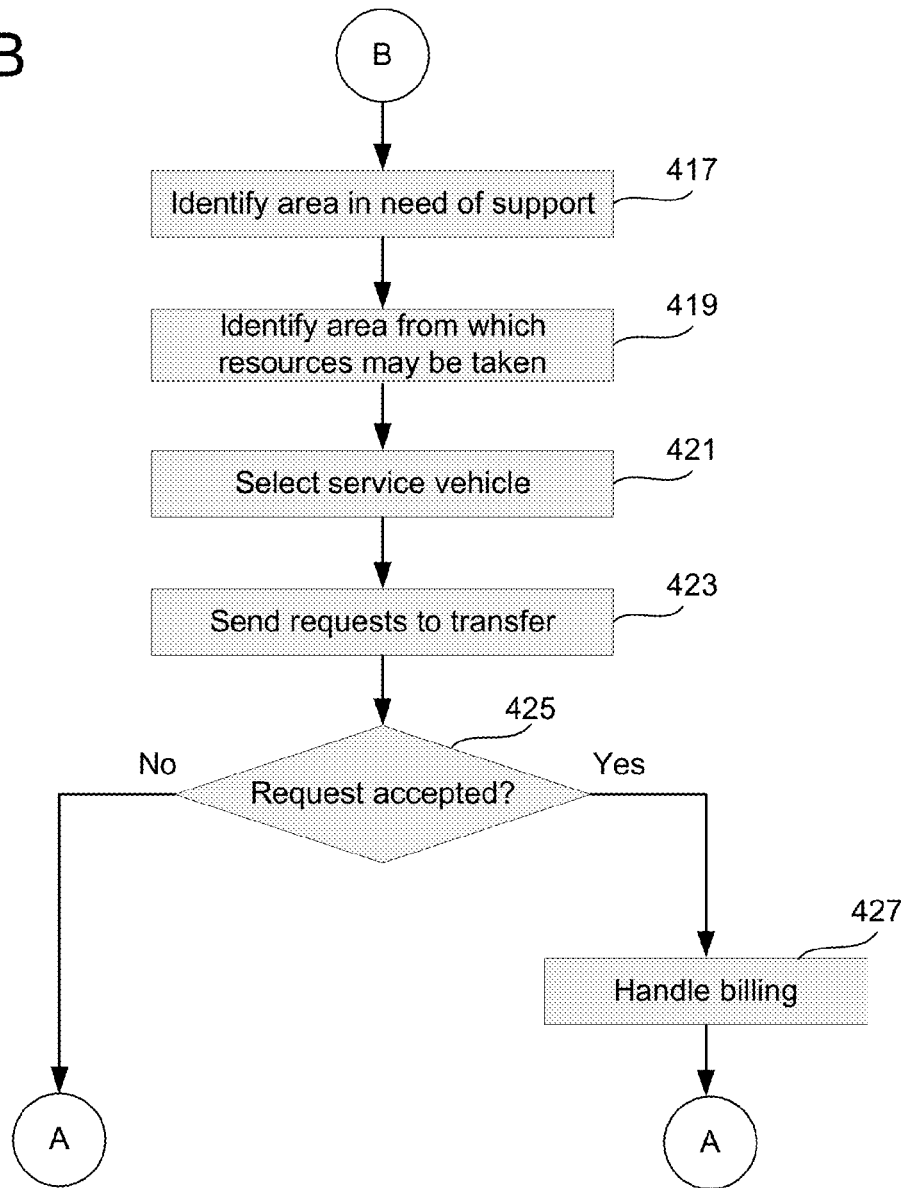 B
B
417
Identify area in need of support
419
Identify area from which
resources may be taken
421
Select service vehicle
423
Send requests to transfer
425
No
Request accepted?
Yes
427
Handle billing
A
A